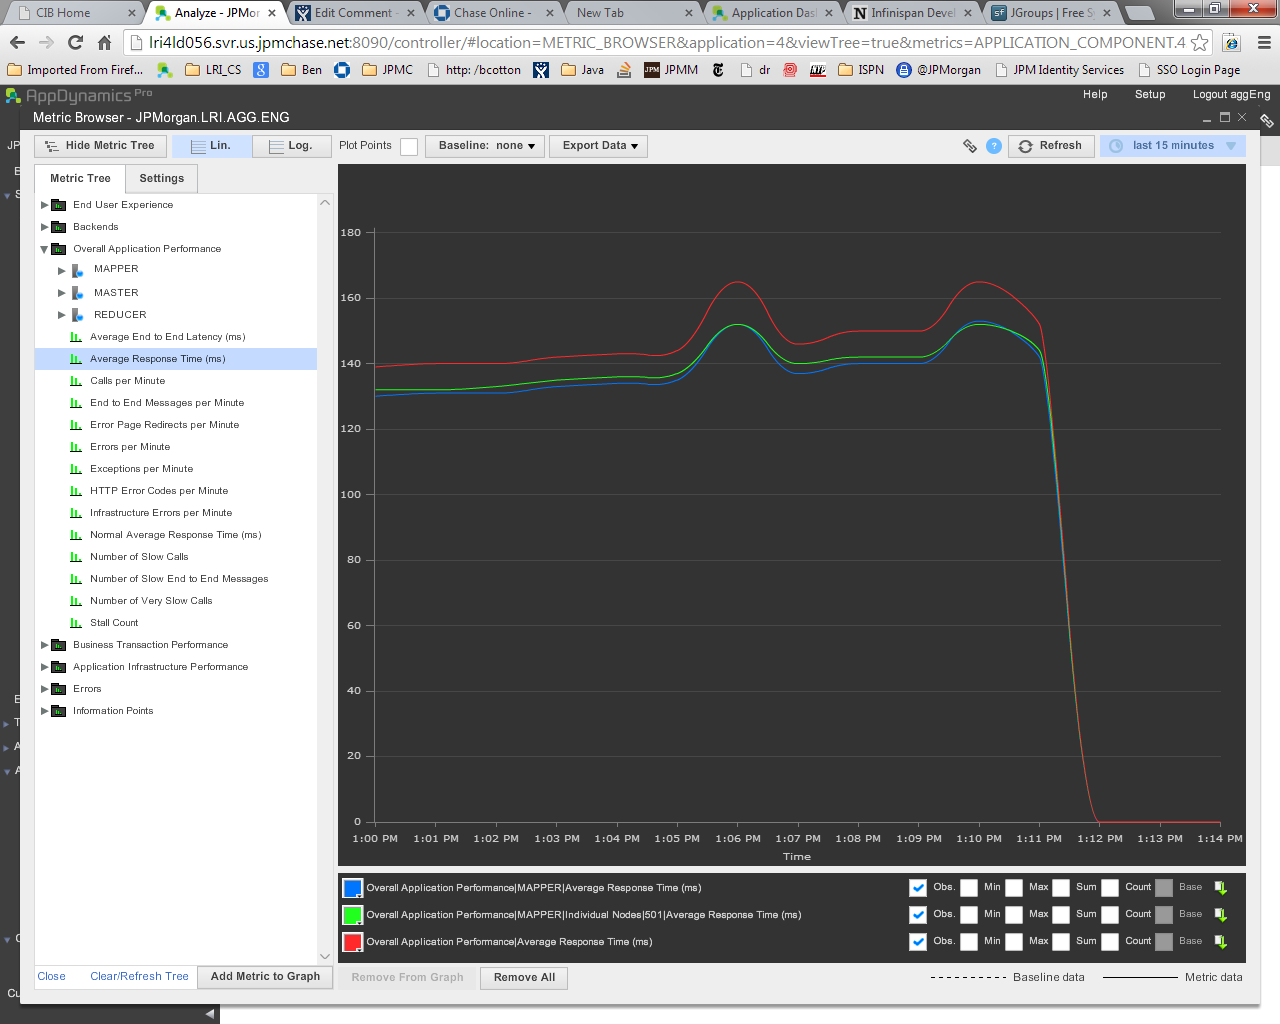 CIB Home
Analyze - JPMor
Edit Comment -
Chase Online -
New Tab
Application Das
Infinispan Devel
JGroups | Free S
lri4ld056.svr.us.jpmchase.net:8090/controller/#location=METRIC_BROWSER&application=4&viewTree=true&metrics=APPLICATION_COMPONENT.4
Imported From Firef...
LRI_CS
Ben
JPMC
http: /bcotton
Java
JPMM
dr
ISPN
@JPMorgan
JPM Identity Services
SSO Login Page
AppDynamics Pro
Help
Setup
Logout aggEng
Metric Browser - JPMorgan.LRI.AGG.ENG
Hide Metric Tree
Lin.
Log.
Plot Points
Baseline: none
Export Data
Refresh
last 15 minutes
Metric Tree
Settings
End User Experience
Backends
Overall Application Performance
MAPPER
MASTER
REDUCER
Average End to End Latency (ms)
Average Response Time (ms)
Calls per Minute
End to End Messages per Minute
Error Page Redirects per Minute
Errors per Minute
Exceptions per Minute
HTTP Error Codes per Minute
Infrastructure Errors per Minute
Normal Average Response Time (ms)
Number of Slow Calls
Number of Slow End to End Messages
Number of Very Slow Calls
Stall Count
Business Transaction Performance
Application Infrastructure Performance
Errors
Information Points
Close
Clear/Refresh Tree
Add Metric to Graph
180
160
140
120
100
80
60
40
20
0
1:00 PM 1:01 PM 1:02 PM 1:03 PM 1:04 PM 1:05 PM 1:06 PM 1:07 PM 1:08 PM 1:09 PM 1:10 PM 1:11 PM 1:12 PM 1:13 PM 1:14 PM
Time
Overall Application Performance|MAPPER|Average Response Time (ms) Obs. Min Max Sum Count Base
Overall Application Performance|MAPPER|Individual Nodes|501|Average Response Time (ms) Obs. Min Max Sum Count Base
Overall Application Performance|Average Response Time (ms) Obs. Min Max Sum Count Base
Remove From Graph
Remove All
Baseline data
Metric data